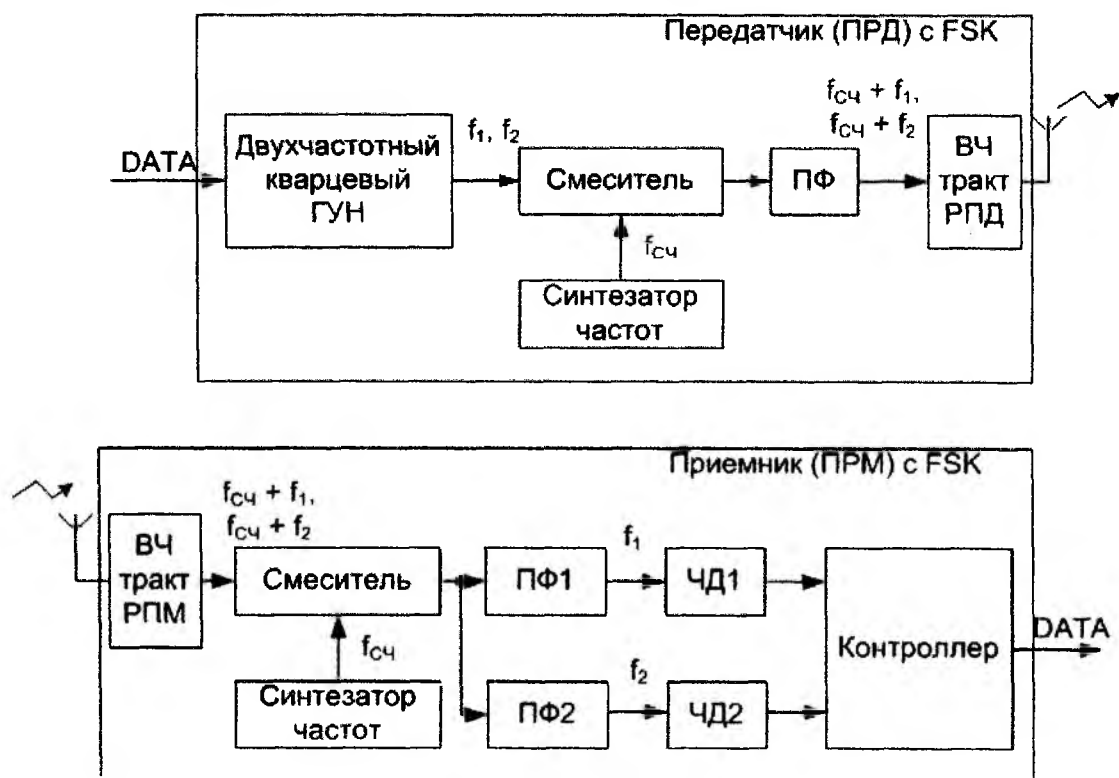 Передатчик (ПРД) с FSK
DATA
Двухчастотный
кварцевый
ГУН
f1, f2
Смеситель
fСЧ
Синтезатор
частот
ПФ
fСЧ + f1,
fСЧ + f2
ВЧ
тракт
РПД
Приемник (ПРМ) с FSK
ВЧ
тракт
РПМ
fСЧ + f1,
fСЧ + f2
Смеситель
fСЧ
Синтезатор
частот
ПФ1
f1
ЧД1
ПФ2
f2
ЧД2
Контроллер
DATA